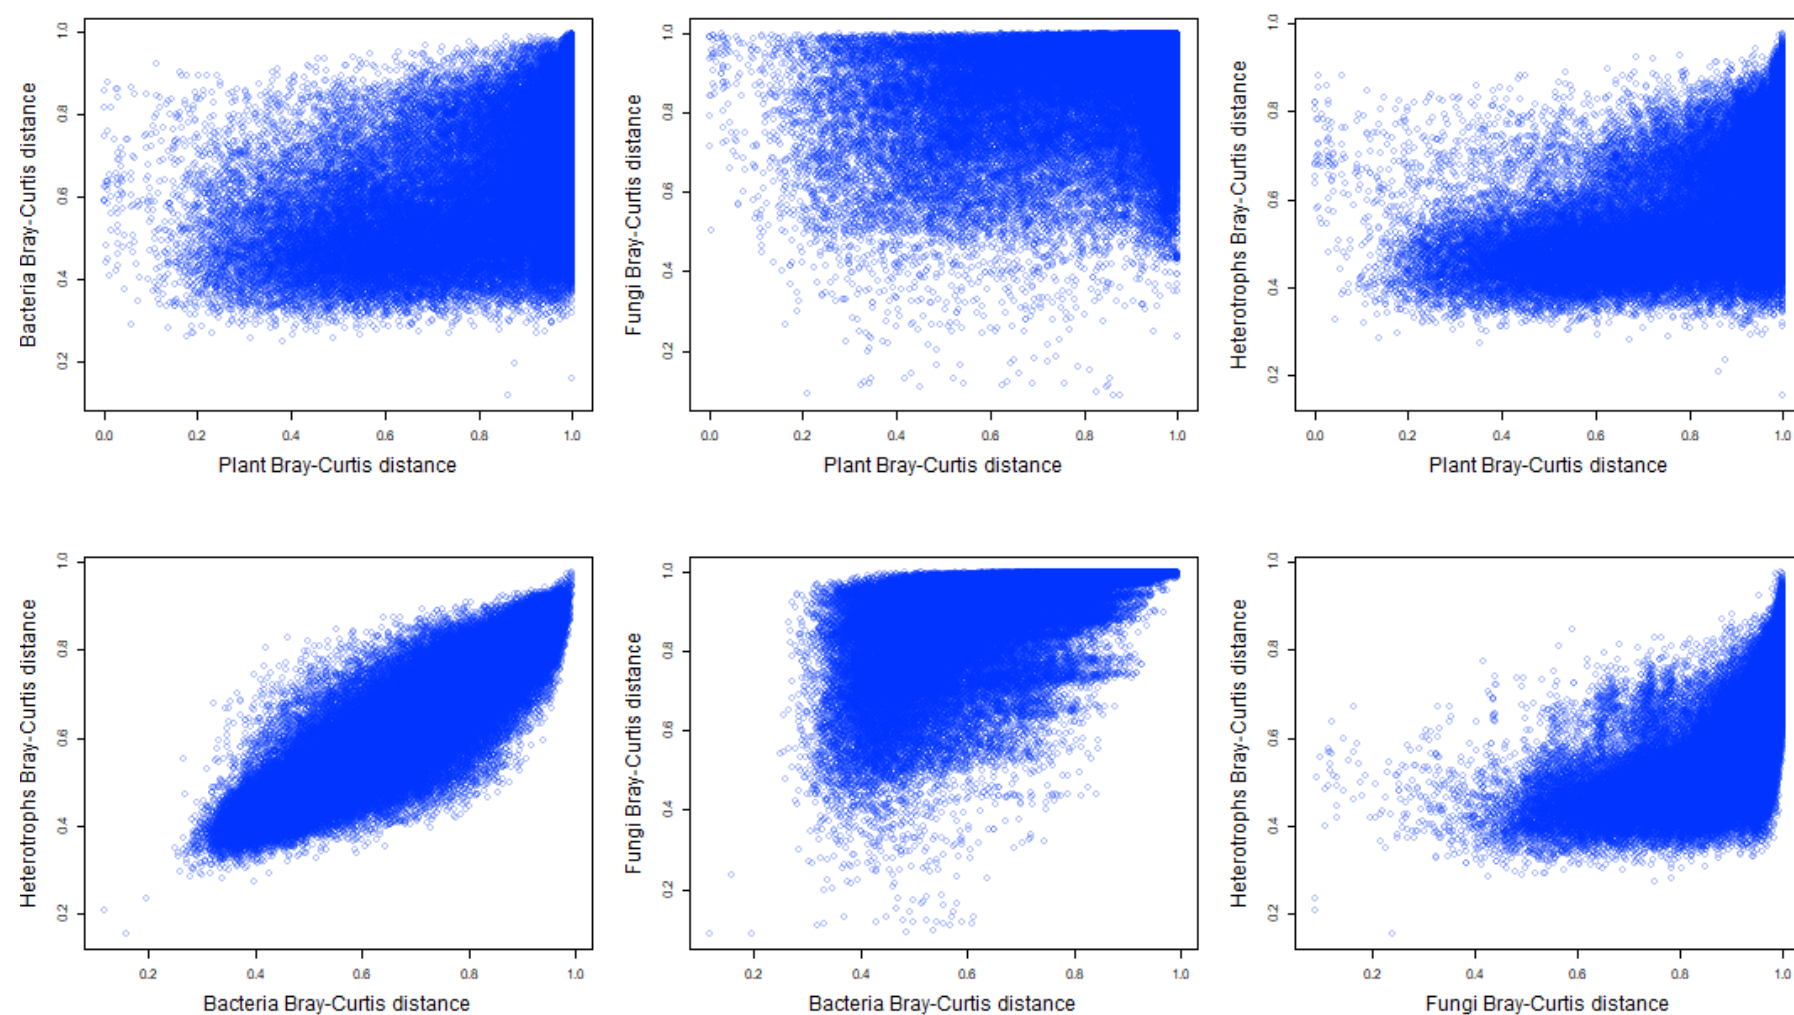 Bacteria Bray-Curtis distance
1.0
0.8
0.6
0.4
0.2
0.0 0.2 0.4 0.6 0.8 1.0
Plant Bray-Curtis distance
Fungi Bray-Curtis distance
1.0
0.8
0.6
0.4
0.2
0.0 0.2 0.4 0.6 0.8 1.0
Plant Bray-Curtis distance
Heterotrophs Bray-Curtis distance
1.0
0.8
0.6
0.4
0.2
0.0 0.2 0.4 0.6 0.8 1.0
Plant Bray-Curtis distance
Heterotrophs Bray-Curtis distance
1.0
0.8
0.6
0.4
0.2
0.2 0.4 0.6 0.8 1.0
Bacteria Bray-Curtis distance
Fungi Bray-Curtis distance
1.0
0.8
0.6
0.4
0.2
0.2 0.4 0.6 0.8 1.0
Bacteria Bray-Curtis distance
Heterotrophs Bray-Curtis distance
1.0
0.8
0.6
0.4
0.2
0.2 0.4 0.6 0.8 1.0
Fungi Bray-Curtis distance